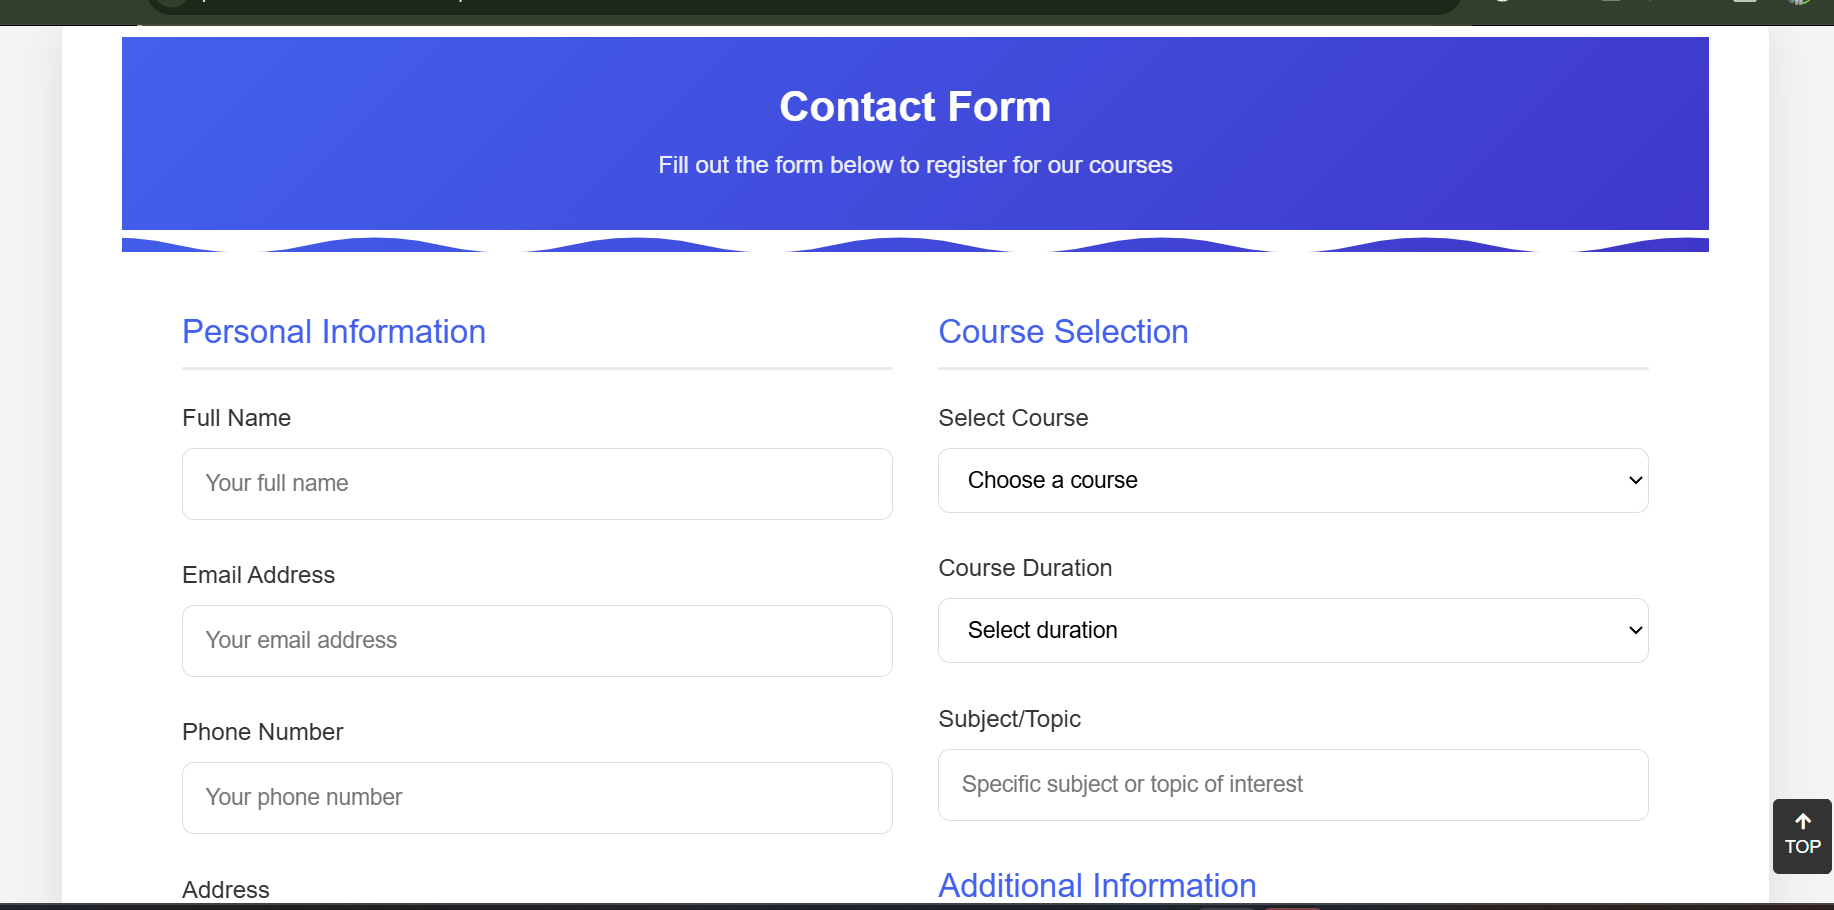 Contact Form
Fill out the form below to register for our courses
Personal Information
Full Name
Your full name
Email Address
Your email address
Phone Number
Your phone number
Address
Course Selection
Select Course
Choose a course
Course Duration
Select duration
Subject/Topic
Specific subject or topic of interest
Additional Information
TOP